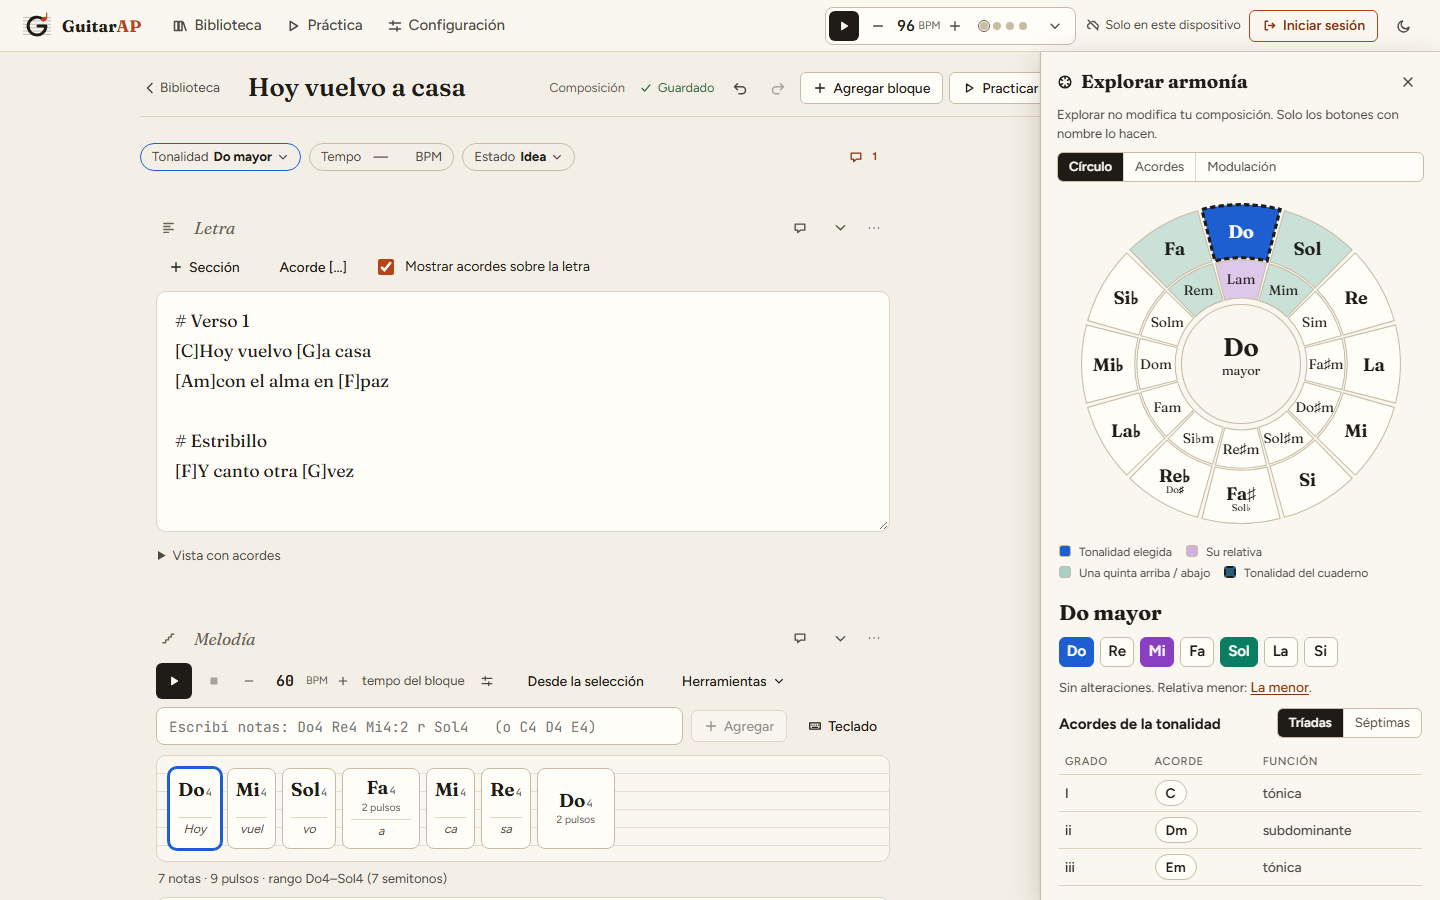 GuitarAP
Biblioteca
Práctica
Configuración
96 BPM
Solo en este dispositivo
Iniciar sesión
Biblioteca
Hoy vuelvo a casa
Composición
Guardado
Agregar bloque
Practicar
Tonalidad Do mayor
Tempo — BPM
Estado Idea
1
Letra
Sección
Acorde [...]
Mostrar acordes sobre la letra
# Verso 1
[C]Hoy vuelvo [G]a casa
[Am]con el alma en [F]paz
# Estribillo
[F]Y canto otra [G]vez
Vista con acordes
Melodía
60 BPM
tempo del bloque
Desde la selección
Herramientas
Escribí notas: Do4 Re4 Mi4:2 r Sol4 (o C4 D4 E4)
Agregar
Teclado
Do4 Mi4 Sol4 Fa4 Mi4 Re4 Do4
2 pulsos 2 pulsos
Hoy vuel vo a ca sa
7 notas · 9 pulsos · rango Do4–Sol4 (7 semitonos)
Explorar armonía
Explorar no modifica tu composición. Solo los botones con
nombre lo hacen.
Círculo
Acordes
Modulación
Do
Sol
Re
La
Mi
Si
Fa♯
Sol♭
Re♭
Do♯
La♭
Mi♭
Si♭
Fa
Lam
Mim
Sim
Fa♯m
Do♯m
Sol♯m
Re♯m
Si♭m
Fam
Dom
Solm
Rem
Do
mayor
Tonalidad elegida
Su relativa
Una quinta arriba / abajo
Tonalidad del cuaderno
Do mayor
Do Re Mi Fa Sol La Si
Sin alteraciones. Relativa menor: La menor.
Acordes de la tonalidad
Tríadas
Séptimas
GRADO ACORDE FUNCIÓN
I C tónica
ii Dm subdominante
iii Em tónica